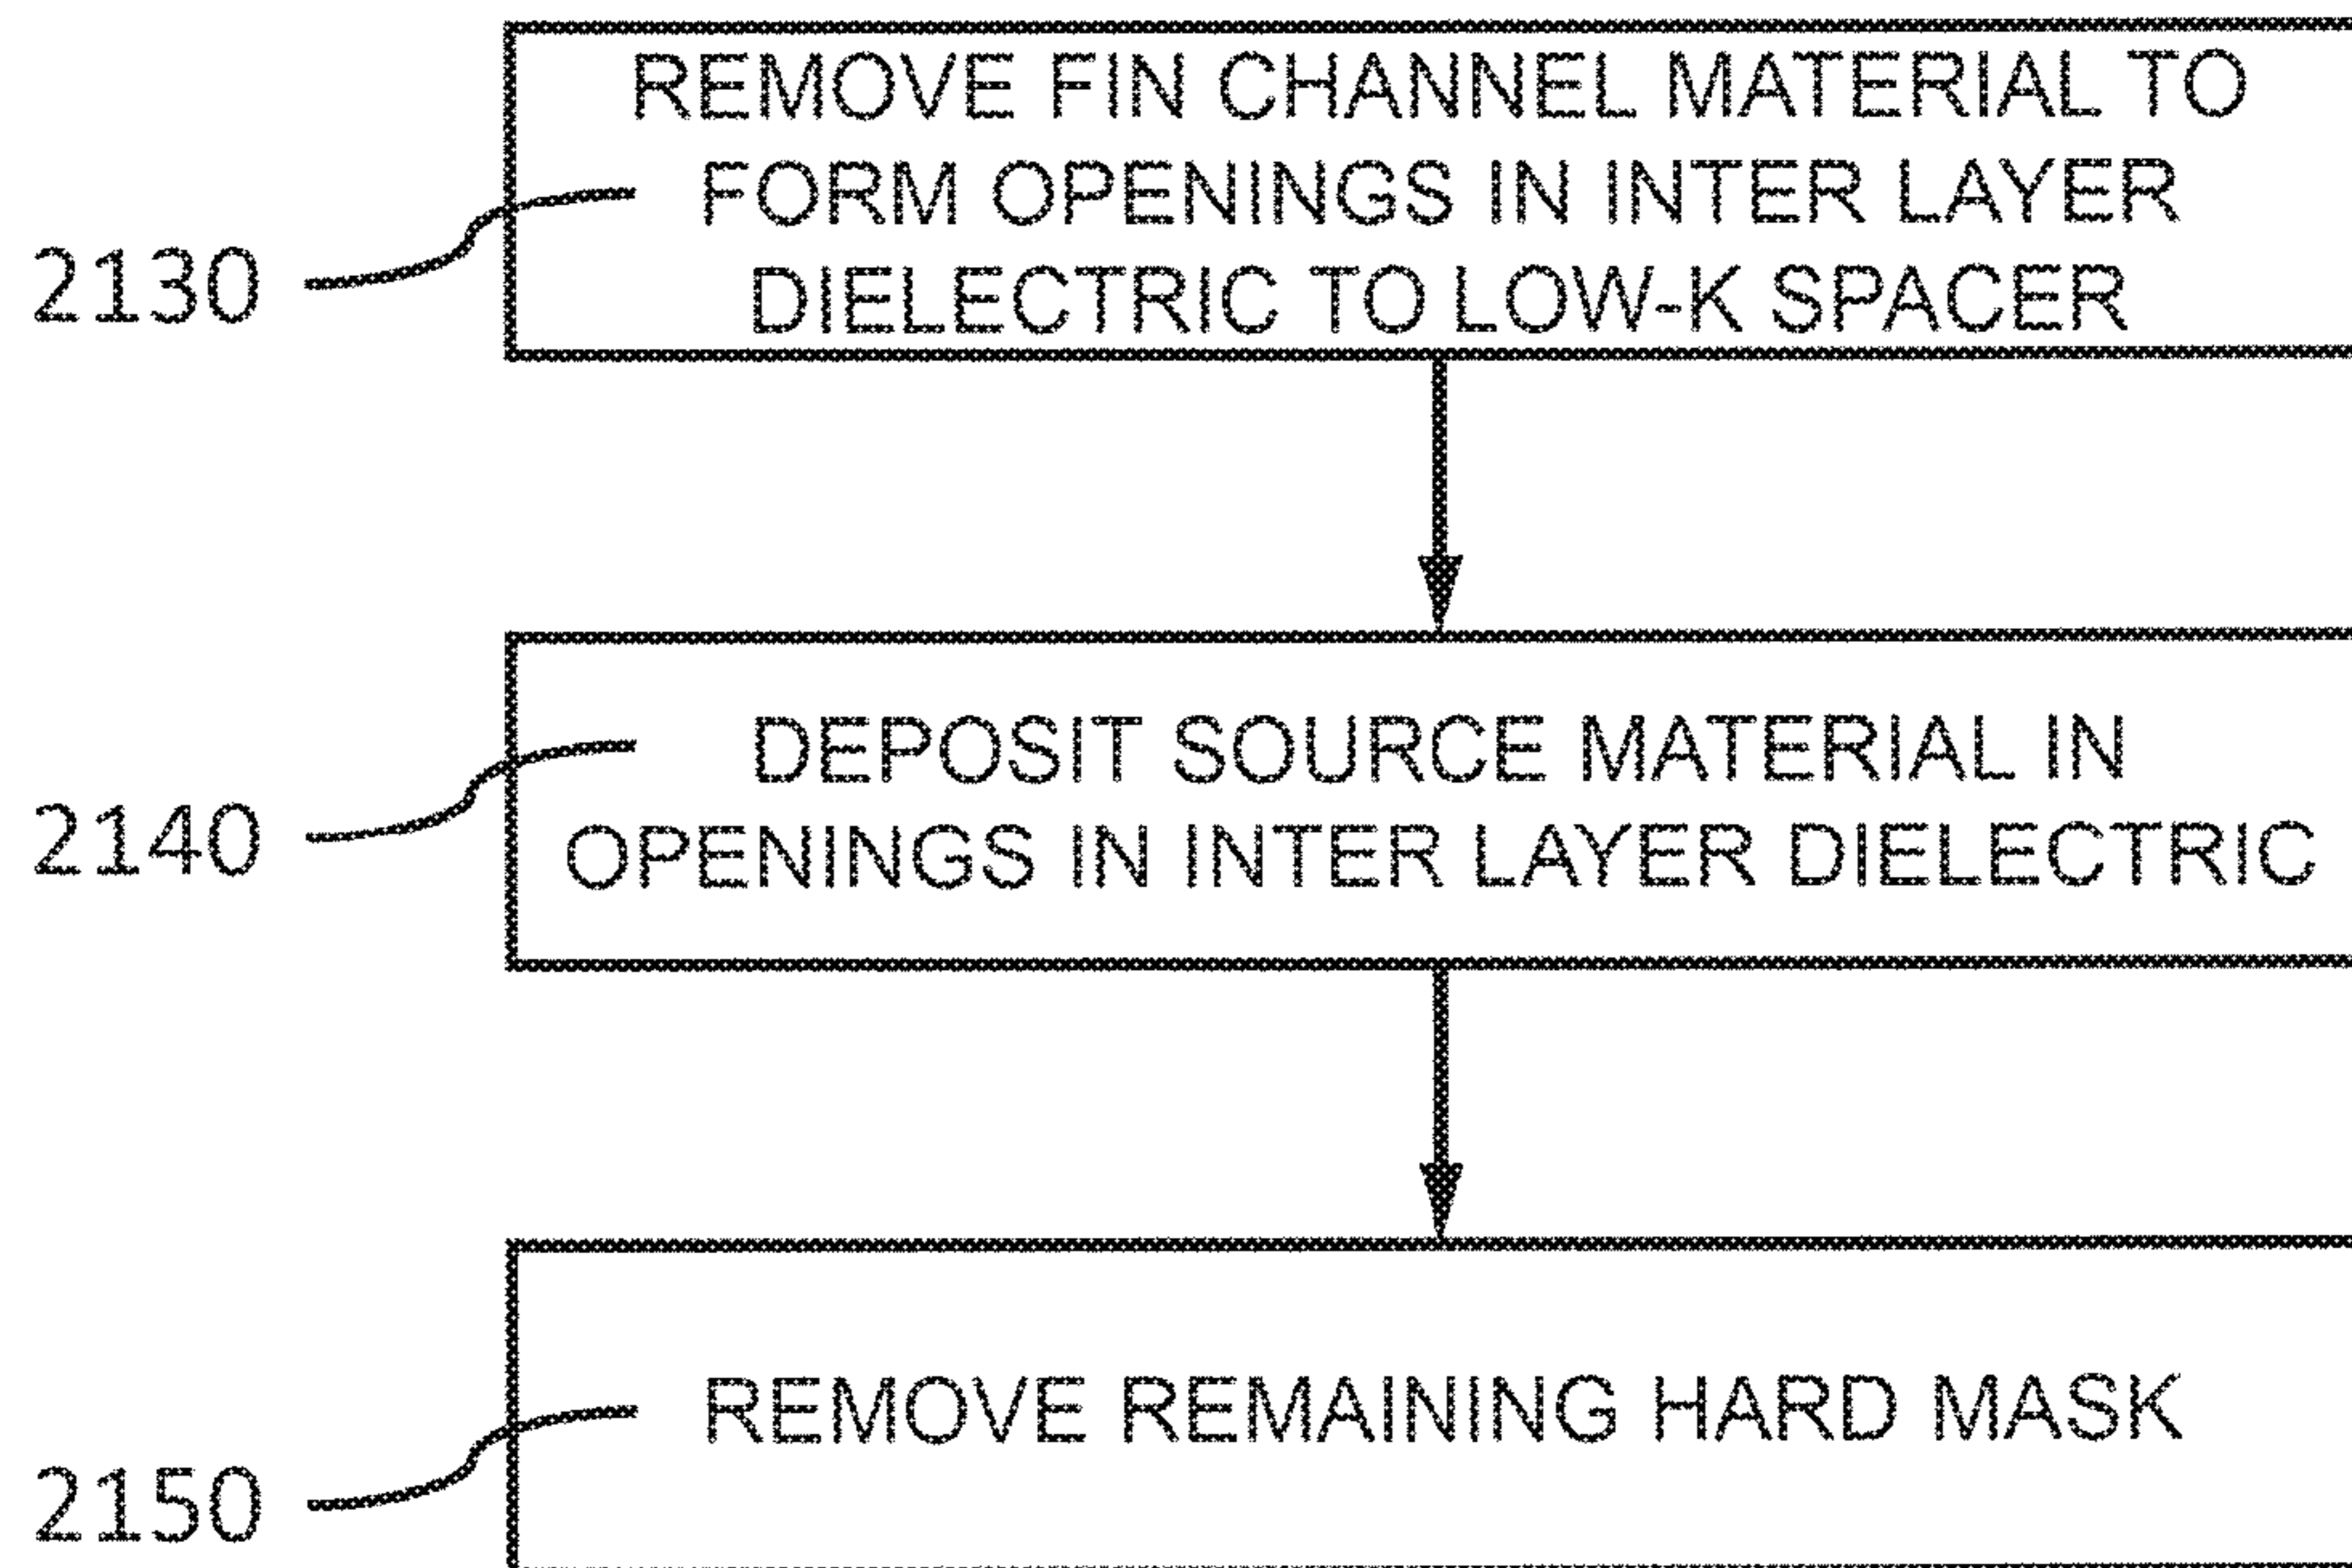 REMOVE FIN CHANNEL MATERIAL TO
FORM OPENINGS IN INTER LAYER
DIELECTRIC TO LOW-K SPACER
2130
DEPOSIT SOURCE MATERIAL IN
OPENINGS IN INTER LAYER DIELECTRIC
2140
REMOVE REMAINING HARD MASK
2150